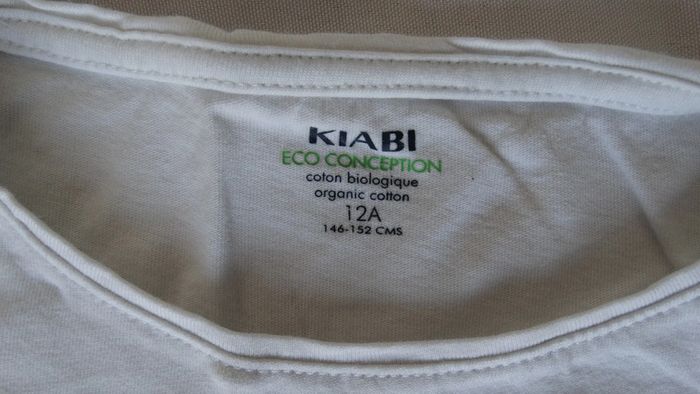 KIABI
ECO CONCEPTION
coton biologique
organic cotton
12A
146-152 CMS